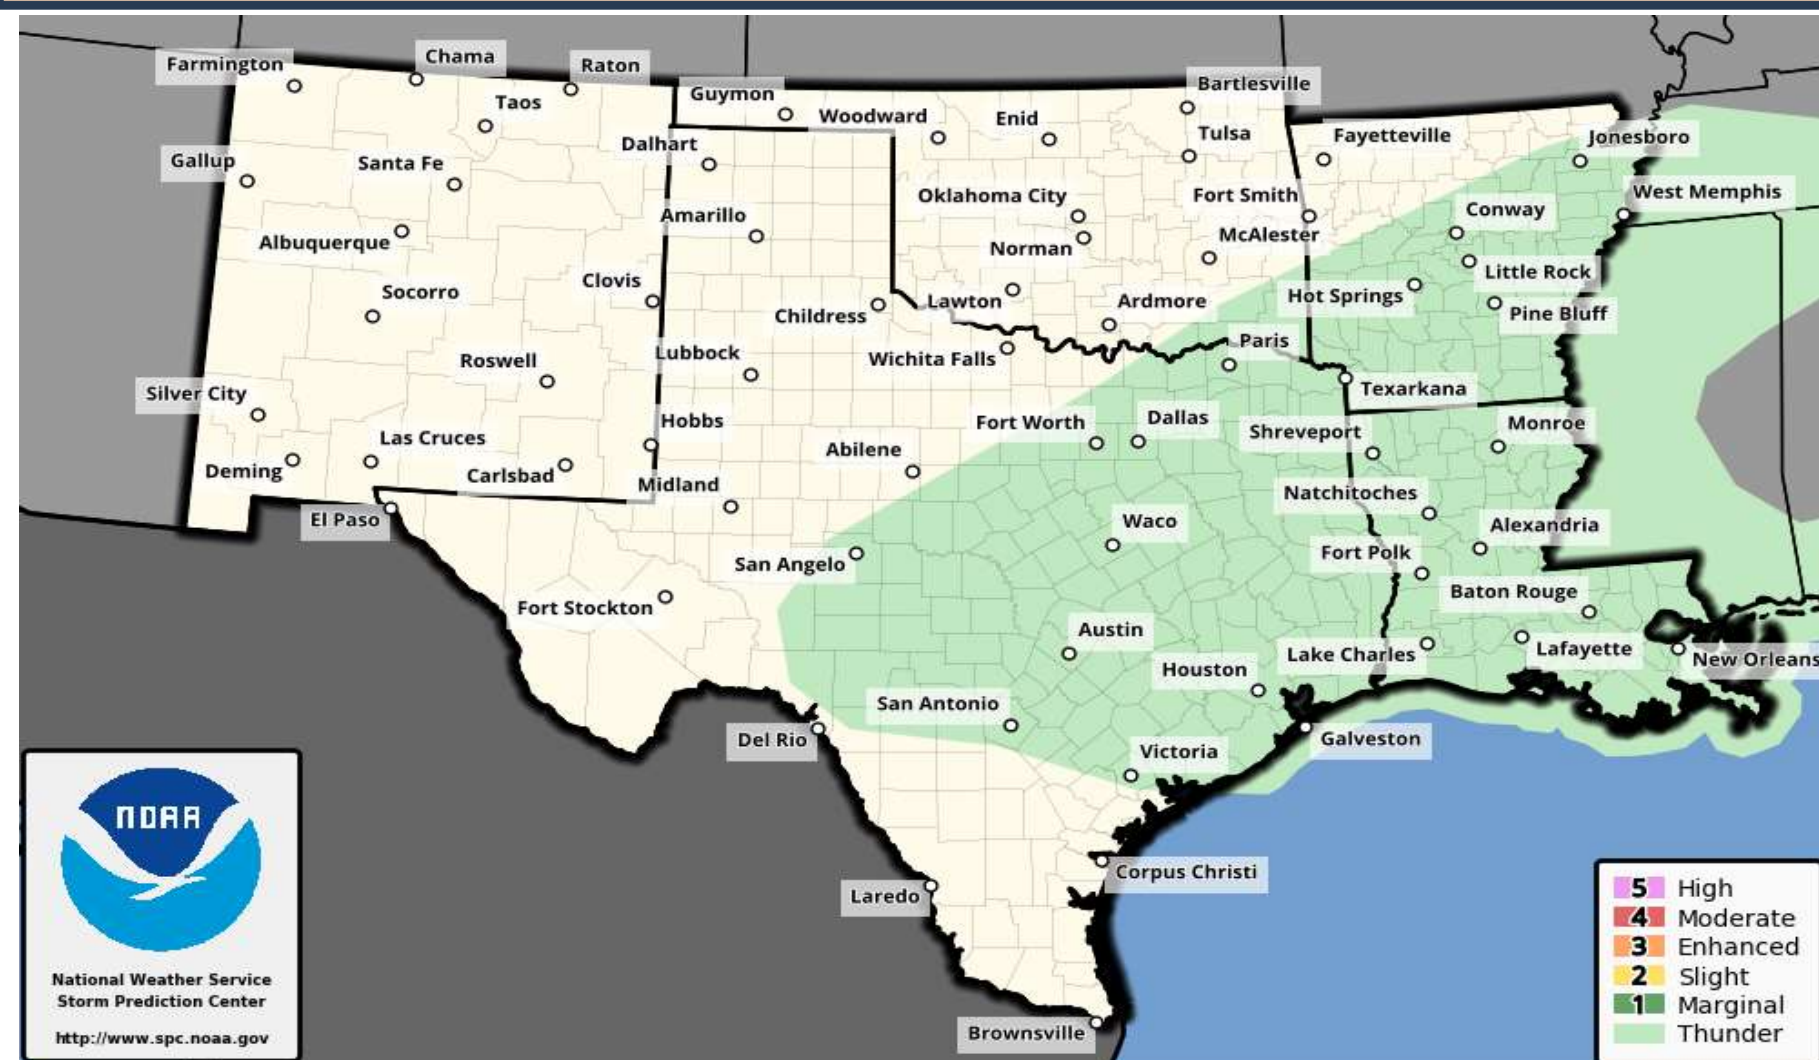 Farmington
Chama
Raton
Taos
Guymon
Woodward
Enid
Bartlesville
Tulsa
Fayetteville
Jonesboro
Gallup
Santa Fe
Dalhart
Amarillo
Oklahoma City
Fort Smith
Conway
West Memphis
Albuquerque
Norman
McAlester
Socorro
Clovis
Childress
Lawton
Ardmore
Hot Springs
Little Rock
Pine Bluff
Roswell
Lubbock
Wichita Falls
Paris
Texarkana
Silver City
Hobbs
Las Cruces
Abilene
Fort Worth
Dallas
Shreveport
Monroe
Deming
Carlsbad
Midland
Natchitoches
El Paso
San Angelo
Waco
Alexandria
Fort Polk
Fort Stockton
Baton Rouge
Austin
Lake Charles
Lafayette
New Orleans
Houston
San Antonio
Del Rio
Victoria
Galveston
Laredo
Corpus Christi
Brownsville
NOAA
National Weather Service
Storm Prediction Center
http://www.spc.noaa.gov
5 High
4 Moderate
3 Enhanced
2 Slight
1 Marginal
Thunder